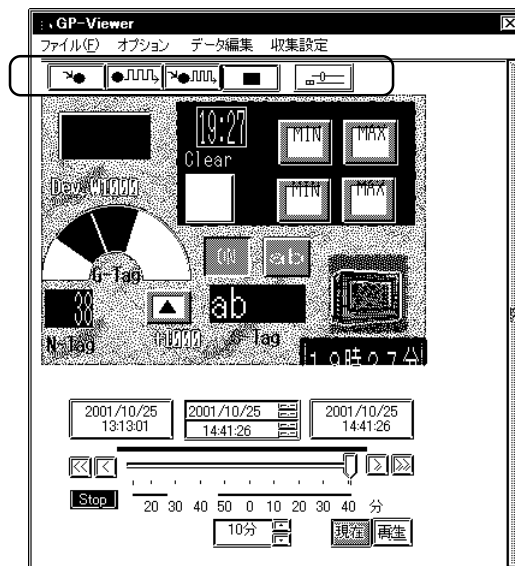 GP-Viewer
ファイル(F) オプション データ編集 収集設定
19:27
Clear
MIN MAX
MIN MAX
Dev:W1000
ON ab
G-Tag
38
ab
N-Tag
+1000
S-Tag
19時27分
2001/10/25 2001/10/25 2001/10/25
13:13:01 14:41:26 14:41:26
Stop
20 30 40 50 0 10 20 30 40 分
10分 現在 再生